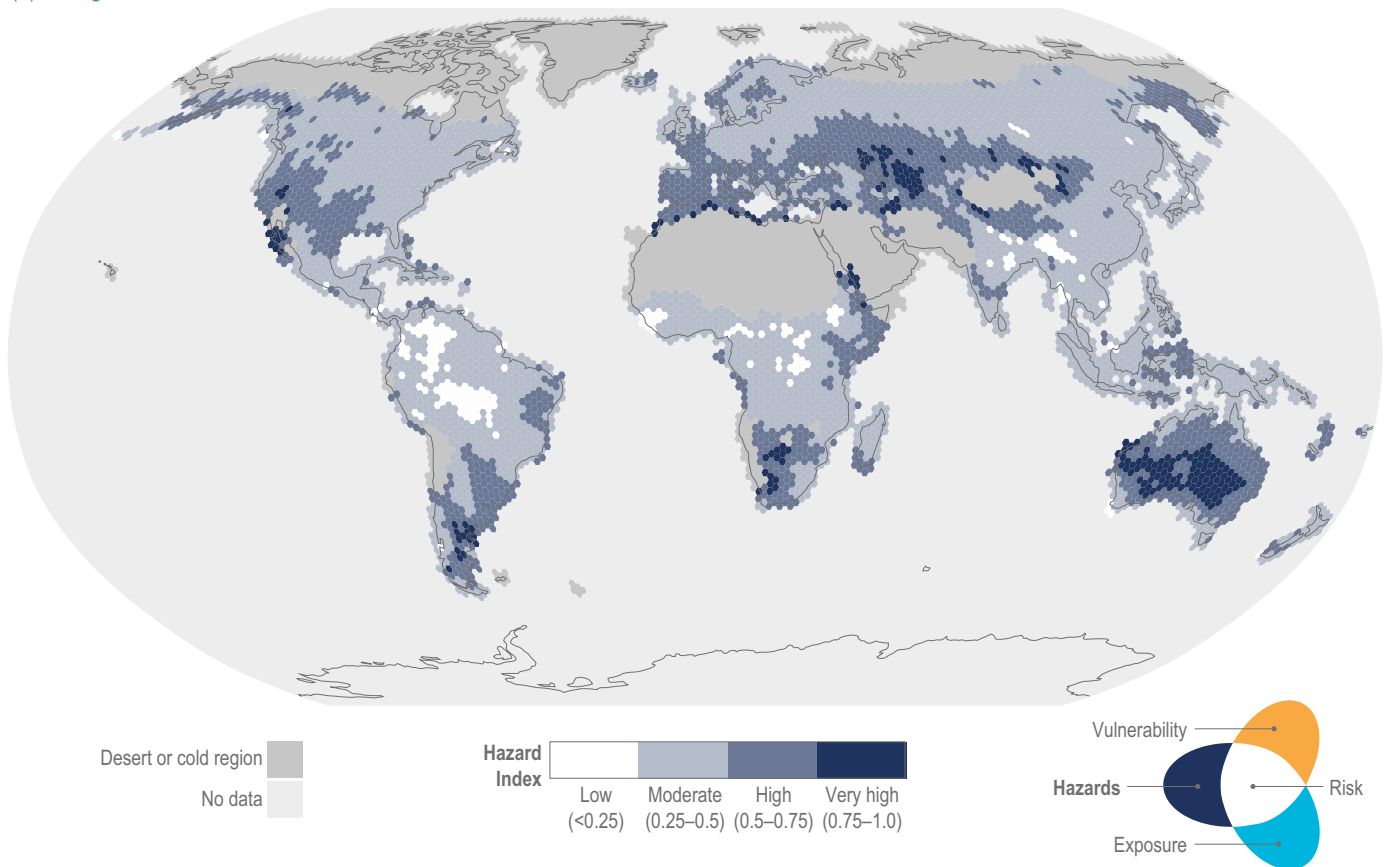 Desert or cold region
No data
Hazard
Index
Low
(<0.25)
Moderate
(0.25–0.5)
High
(0.5–0.75)
Very high
(0.75–1.0)
Vulnerability
Hazards
Risk
Exposure